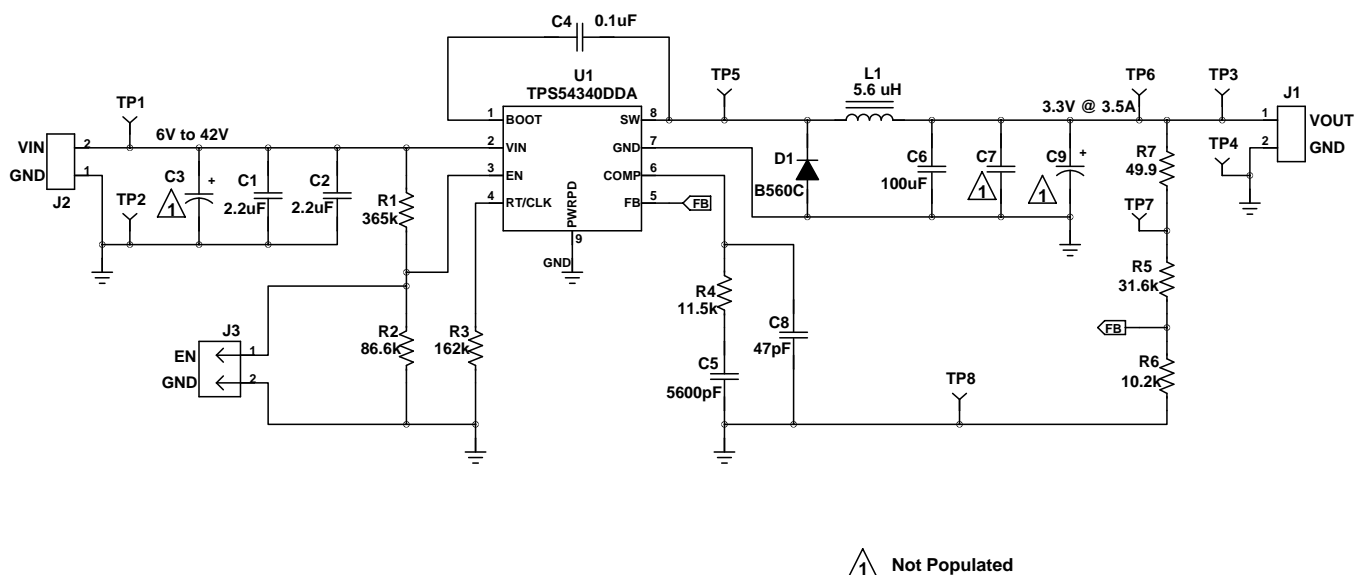 C4
0.1uF
U1
TPS54340DDA
TP5
L1
5.6 uH
TP6
TP3
3.3V @ 3.5A
J1
TP1
6V to 42V
1
BOOT
SW
8
2
VIN
GND
7
3
EN
COMP
6
4
RT/CLK
FB
5
FB
PWRPD
9
GND
1
VOUT
2
GND
TP4
VIN
2
GND
1
J2
TP2
C3
+
1
C1
2.2uF
C2
2.2uF
R1
365k
D1
B560C
C6
100uF
C7
1
C9
+
1
R7
49.9
TP7
R5
31.6k
FB
R6
10.2k
R4
11.5k
C8
47pF
C5
5600pF
TP8
J3
EN
1
GND
2
R2
86.6k
R3
162k
1
Not Populated